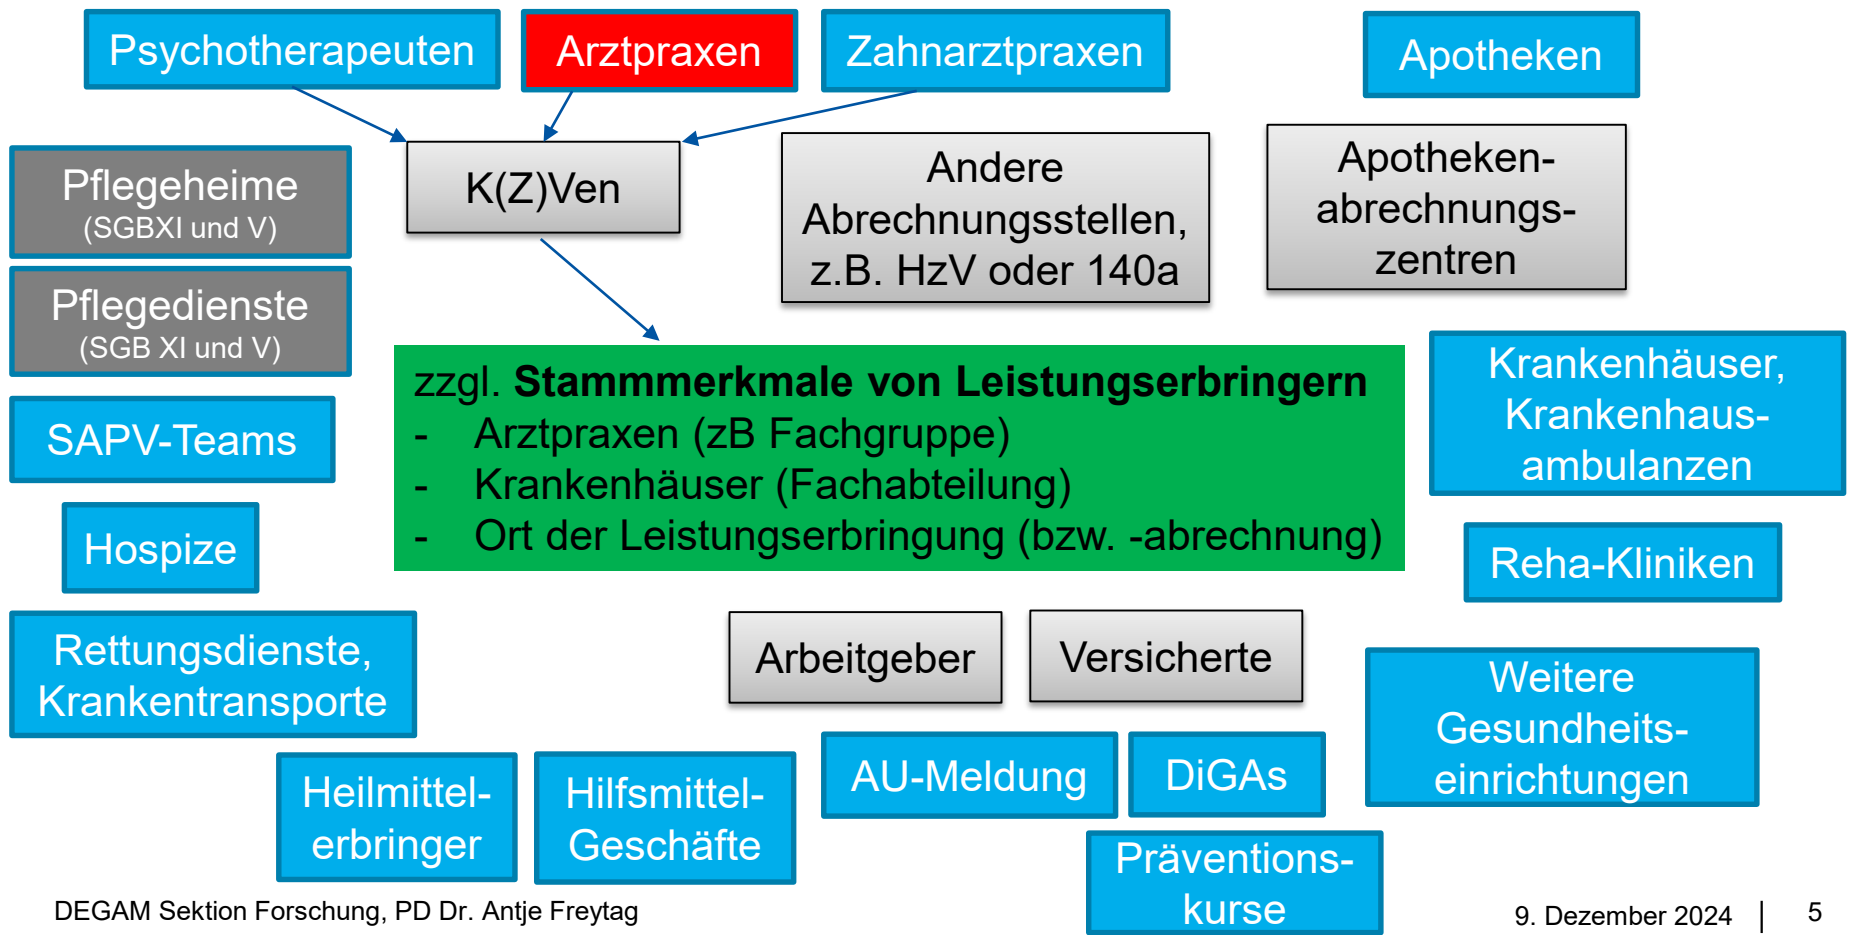 Psychotherapeuten
Arztpraxen
Zahnarztpraxen
Apotheken
Pflegeheime
(SGBXI und V)
K(Z)Ven
Andere
Abrechnungsstellen,
z.B. HzV oder 140a
Apotheken-
abrechnungs-
zentren
Pflegedienste
(SGB XI und V)
zzgl. Stammmerkmale von Leistungserbringern
- Arztpraxen (zB Fachgruppe)
- Krankenhäuser (Fachabteilung)
- Ort der Leistungserbringung (bzw. -abrechnung)
Krankenhäuser,
Krankenhaus-
ambulanzen
SAPV-Teams
Hospize
Reha-Kliniken
Rettungsdienste,
Krankentransporte
Arbeitgeber
Versicherte
Weitere
Gesundheits-
einrichtungen
Heilmittel-
erbringer
Hilfsmittel-
Geschäfte
AU-Meldung
DiGAs
Präventions-
kurse
DEGAM Sektion Forschung, PD Dr. Antje Freytag
9. Dezember 2024 | 5